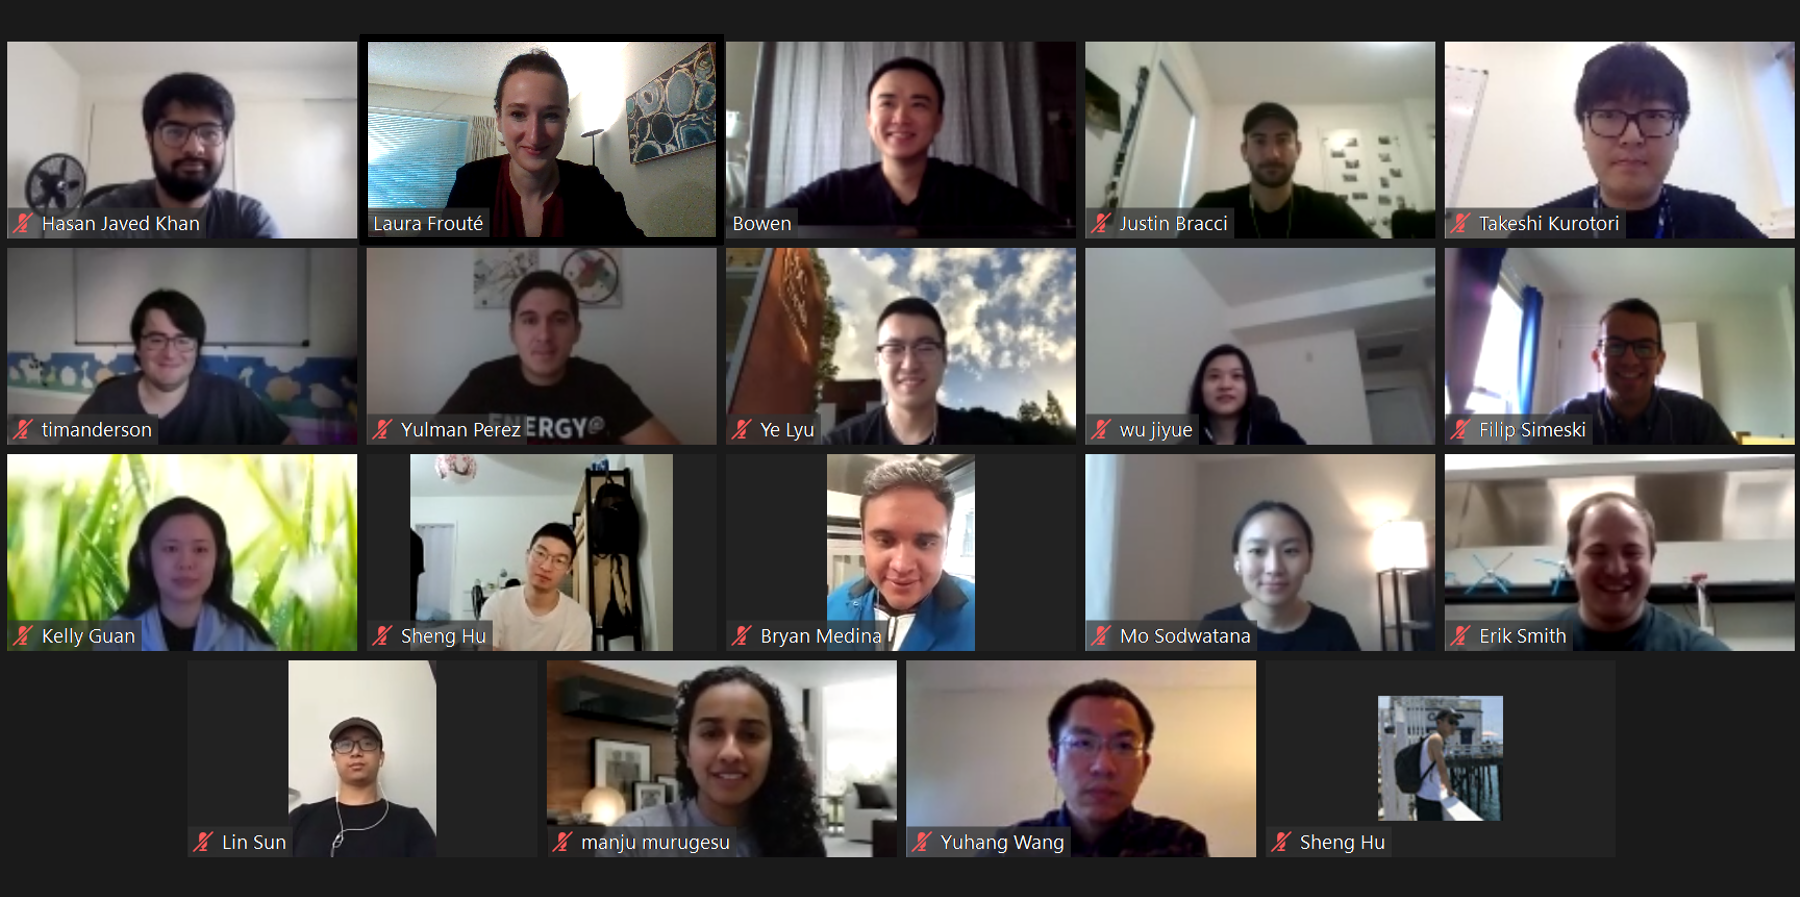 Hasan Javed Khan
Laura Frouté
Bowen
Justin Bracci
Takeshi Kurotori
timanderson
Yulman Perez
ENERGY@
Ye Lyu
wu jiyue
Filip Simeski
Kelly Guan
Sheng Hu
Bryan Medina
Mo Sodwatana
Erik Smith
Lin Sun
manju murugesu
Yuhang Wang
Sheng Hu